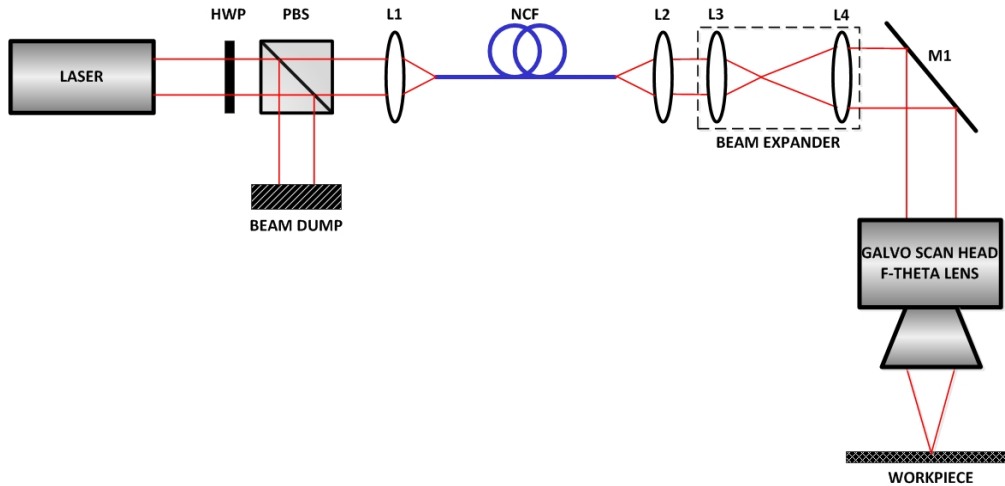 HWP
PBS
L1
NCF
L2
L3
L4
M1
LASER
BEAM EXPANDER
BEAM DUMP
GALVO SCAN HEAD
F-THETA LENS
WORKPIECE